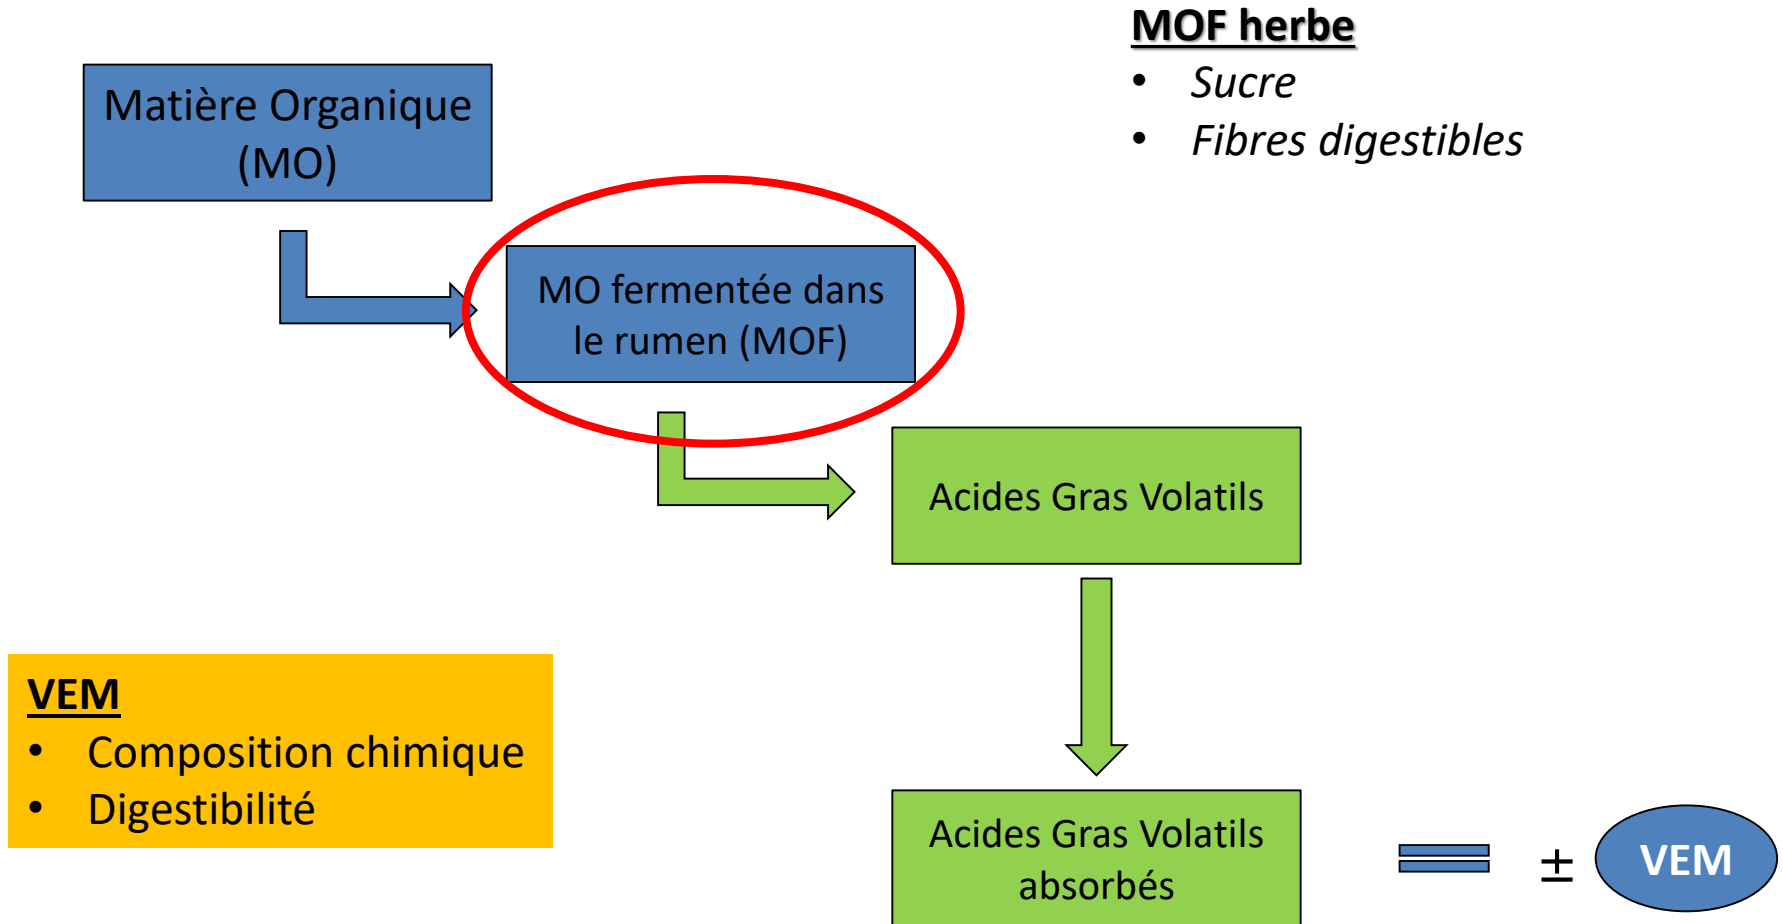 MOF herbe
• Sucre
• Fibres digestibles
Matière Organique
(MO)
MO fermentée dans
le rumen (MOF)
Acides Gras Volatils
VEM
• Composition chimique
• Digestibilité
Acides Gras Volatils
absorbés
± VEM